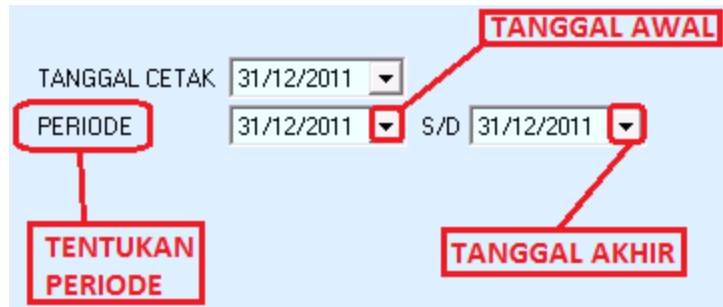 TANGGAL AWAL
TANGGAL CETAK 31/12/2011
PERIODE 31/12/2011 S/D 31/12/2011
TENTUKAN
PERIODE
TANGGAL AKHIR